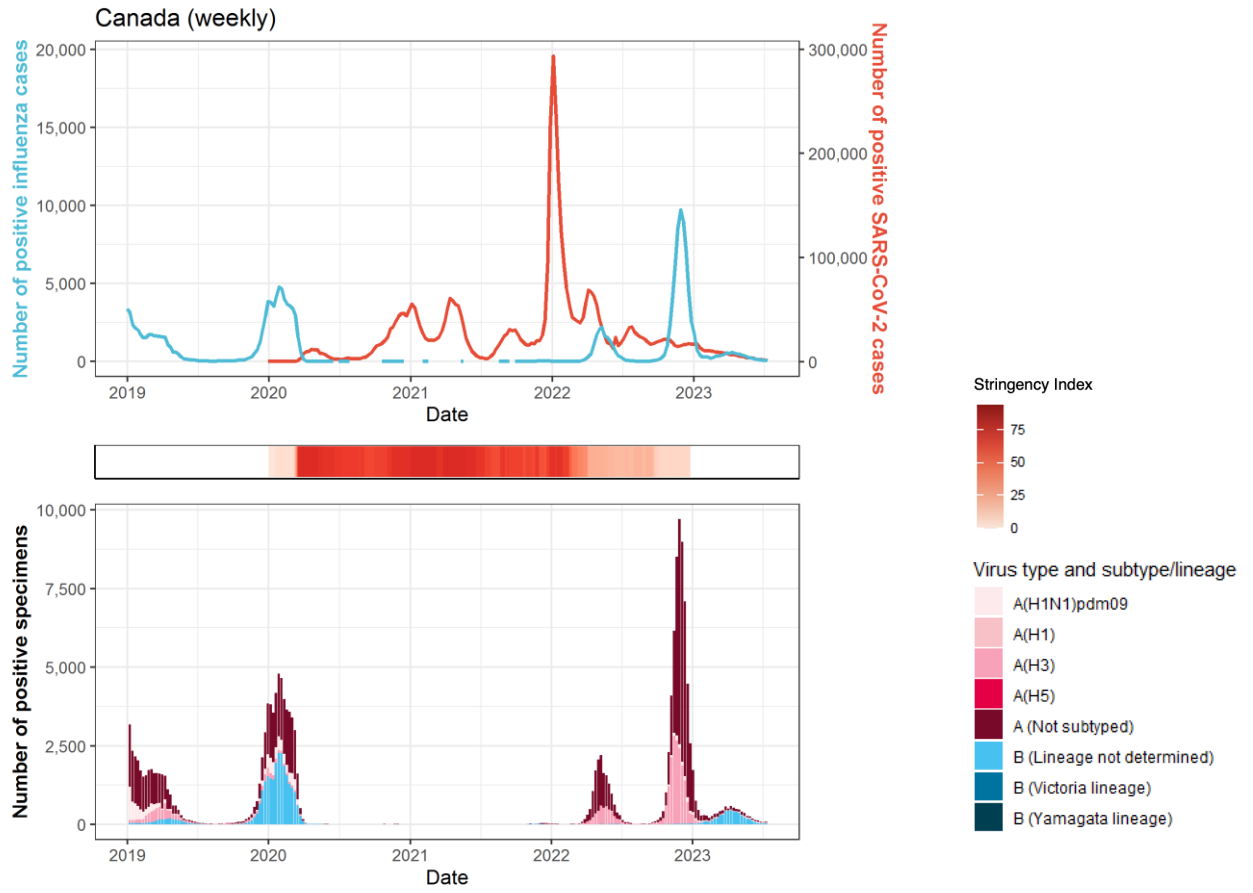 Canada (weekly)
Number of positive influenza cases
20,000
15,000
10,000
5,000
0
300,000
200,000
100,000
0
Number of positive SARS-CoV-2 cases
2019
2020
2021
2022
2023
Date
Number of positive specimens
10,000
7,500
5,000
2,500
0
2019
2020
2021
2022
2023
Date
Stringency Index
75
50
25
0
Virus type and subtype/lineage
A(H1N1)pdm09
A(H1)
A(H3)
A(H5)
A (Not subtyped)
B (Lineage not determined)
B (Victoria lineage)
B (Yamagata lineage)